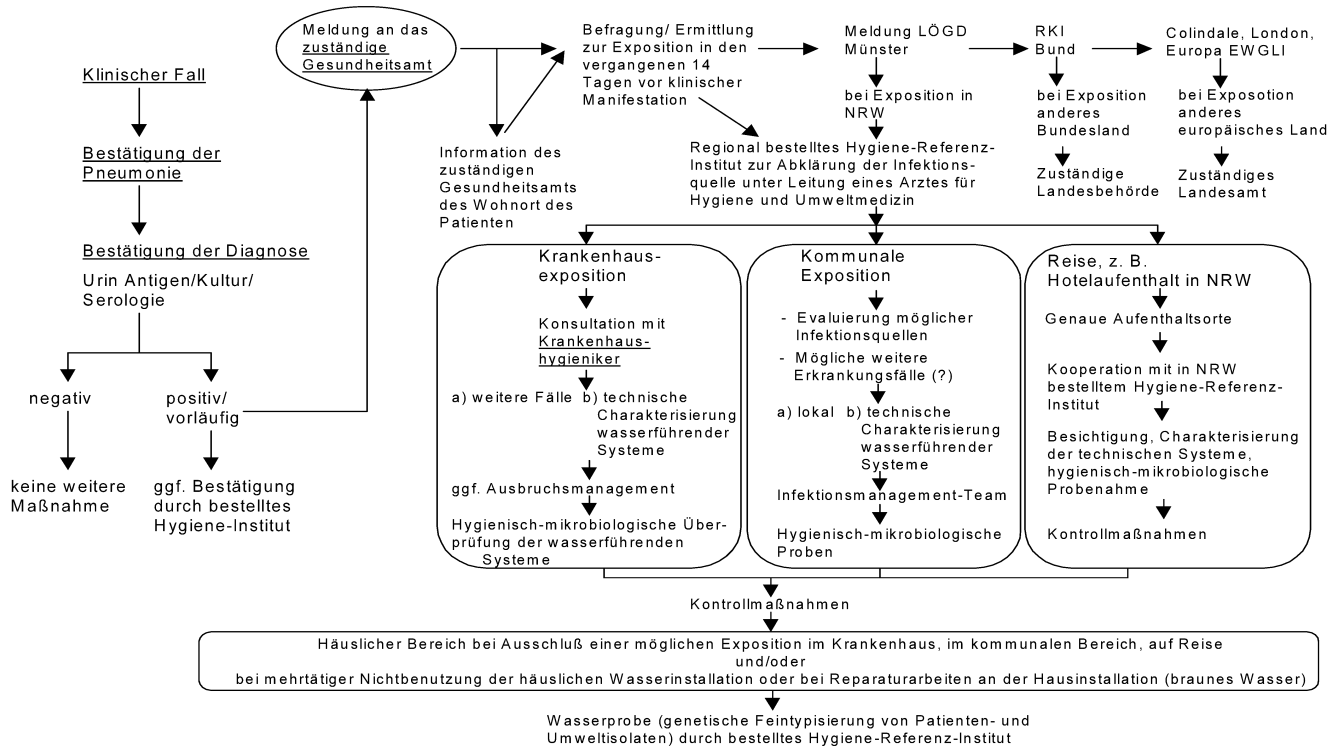 Klinischer Fall
Bestätigung der
Pneumonie
Bestätigung der Diagnose
Urin Antigen/Kultur/
Serologie
negativ
positiv/
vorläufig
keine weitere
Maßnahme
ggf. Bestätigung
durch bestelltes
Hygiene-Institut
Meldung an das
zuständige
Gesundheitsamt
Information des
zuständigen
Gesundheitsamts
des Wohnort des
Patienten
Befragung/ Ermittlung
zur Exposition in den
vergangenen 14
Tagen vor klinischer
Manifestation
Meldung LÖGD
Münster
bei Exposition in
NRW
RKI
Bund
bei Exposition
anderes
Bundesland
Zuständige
Landesbehörde
Colindale, London,
Europa EWGLI
bei Exposotion
anderes
europäisches Land
Zuständiges
Landesamt
Regional bestelltes Hygiene-Referenz-
Institut zur Abklärung der Infektions-
quelle unter Leitung eines Arztes für
Hygiene und Umweltmedizin
Krankenhaus-
exposition
Konsultation mit
Krankenhaus-
hygieniker
a) weitere Fälle b) technische
Charakterisierung
wasserführender
Systeme
ggf. Ausbruchsmanagement
Hygienisch-mikrobiologische Über-
prüfung der wasserführenden
Systeme
Kommunale
Exposition
- Evaluierung möglicher
Infektionsquellen
- Mögliche weitere
Erkrankungsfälle (?)
a) lokal b) technische
Charakterisierung
wasserführender
Systeme
Infektionsmanagement-Team
Hygienisch-mikrobiologische
Proben
Reise, z. B.
Hotelaufenthalt in NRW
Genaue Aufenthaltsorte
Kooperation mit in NRW
bestelltem Hygiene-Referenz-
Institut
Besichtigung, Charakterisierung
der technischen Systeme,
hygienisch-mikrobiologische
Probenahme
Kontrollmaßnahmen
Kontrollmaßnahmen
Häuslicher Bereich bei Ausschluß einer möglichen Exposition im Krankenhaus, im kommunalen Bereich, auf Reise
und/oder
bei mehrtätiger Nichtbenutzung der häuslichen Wasserinstallation oder bei Reparaturarbeiten an der Hausinstallation (braunes Wasser)
Wasserprobe (genetische Feintypisierung von Patienten- und
Umweltisolaten) durch bestelltes Hygiene-Referenz-Institut